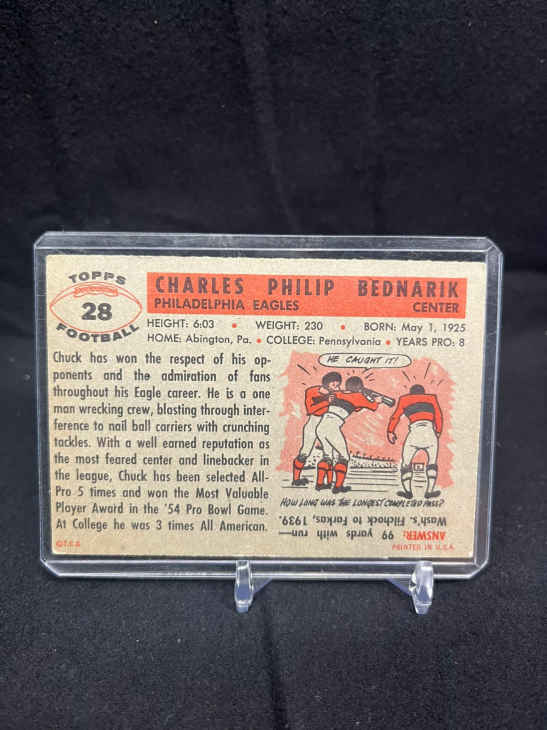 TOPPS
28
FOOTBALL
CHARLES PHILIP BEDNARIK
PHILADELPHIA EAGLES CENTER
HEIGHT: 6:03 • WEIGHT: 230 • BORN: May 1, 1925
HOME: Abington, Pa. • COLLEGE: Pennsylvania • YEARS PRO: 8
Chuck has won the respect of his op-
ponents and the admiration of fans
throughout his Eagle career. He is a one
man wrecking crew, blasting through inter-
ference to nail ball carriers with crunching
tackles. With a well earned reputation as
the most feared center and linebacker in
the league, Chuck has been selected All-
Pro 5 times and won the Most Valuable
Player Award in the '54 Pro Bowl Game.
At College he was 3 times All American.
©T.C.G.
HE CAUGHT IT!
HOW LONG WAS THE LONGEST COMPLETED PASS?
ANSWER: 99 yards with run—
Wash's. Filchock to Farkas, 1939.
PRINTED IN U.S.A.